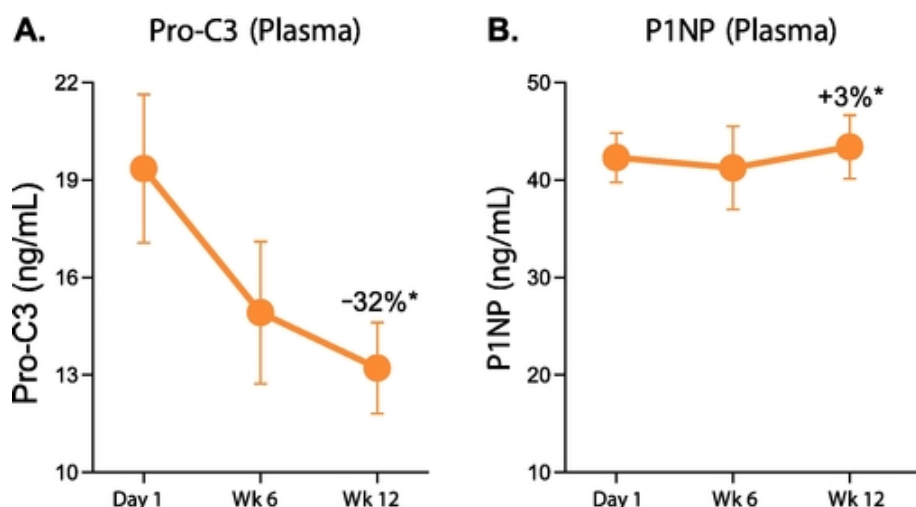 A. Pro-C3 (Plasma)
Pro-C3 (ng/mL)
22
19
16
13
10
-32%*
Day 1 Wk 6 Wk 12
B. P1NP (Plasma)
P1NP (ng/mL)
50
40
30
20
10
+3%*
Day 1 Wk 6 Wk 12